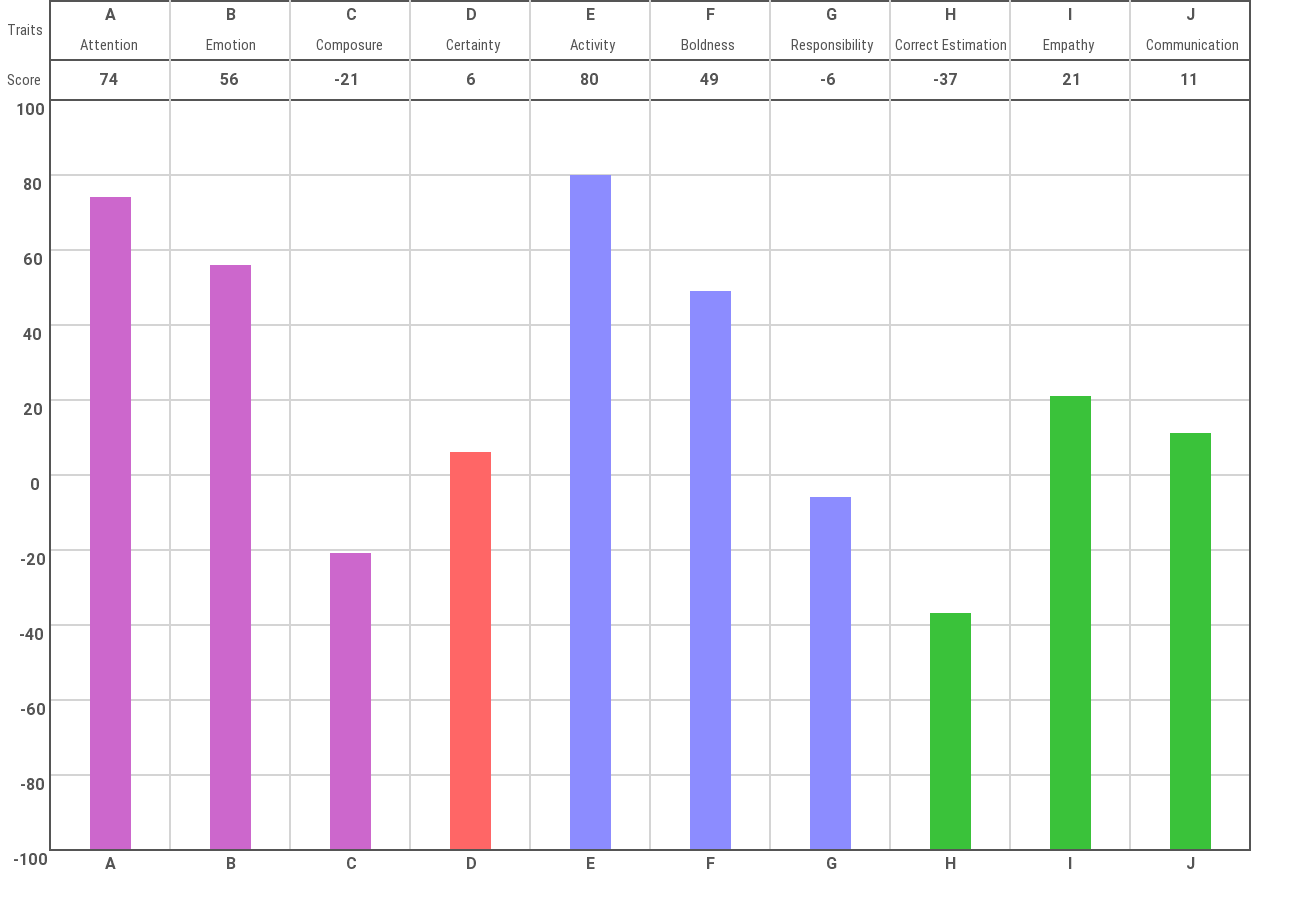 A B C D E F G H I J
Traits
Attention Emotion Composure Certainty Activity Boldness Responsibility Correct Estimation Empathy Communication
Score 74 56 -21 6 80 49 -6 -37 21 11
100
80
60
40
20
0
-20
-40
-60
-80
-100
A B C D E F G H I J